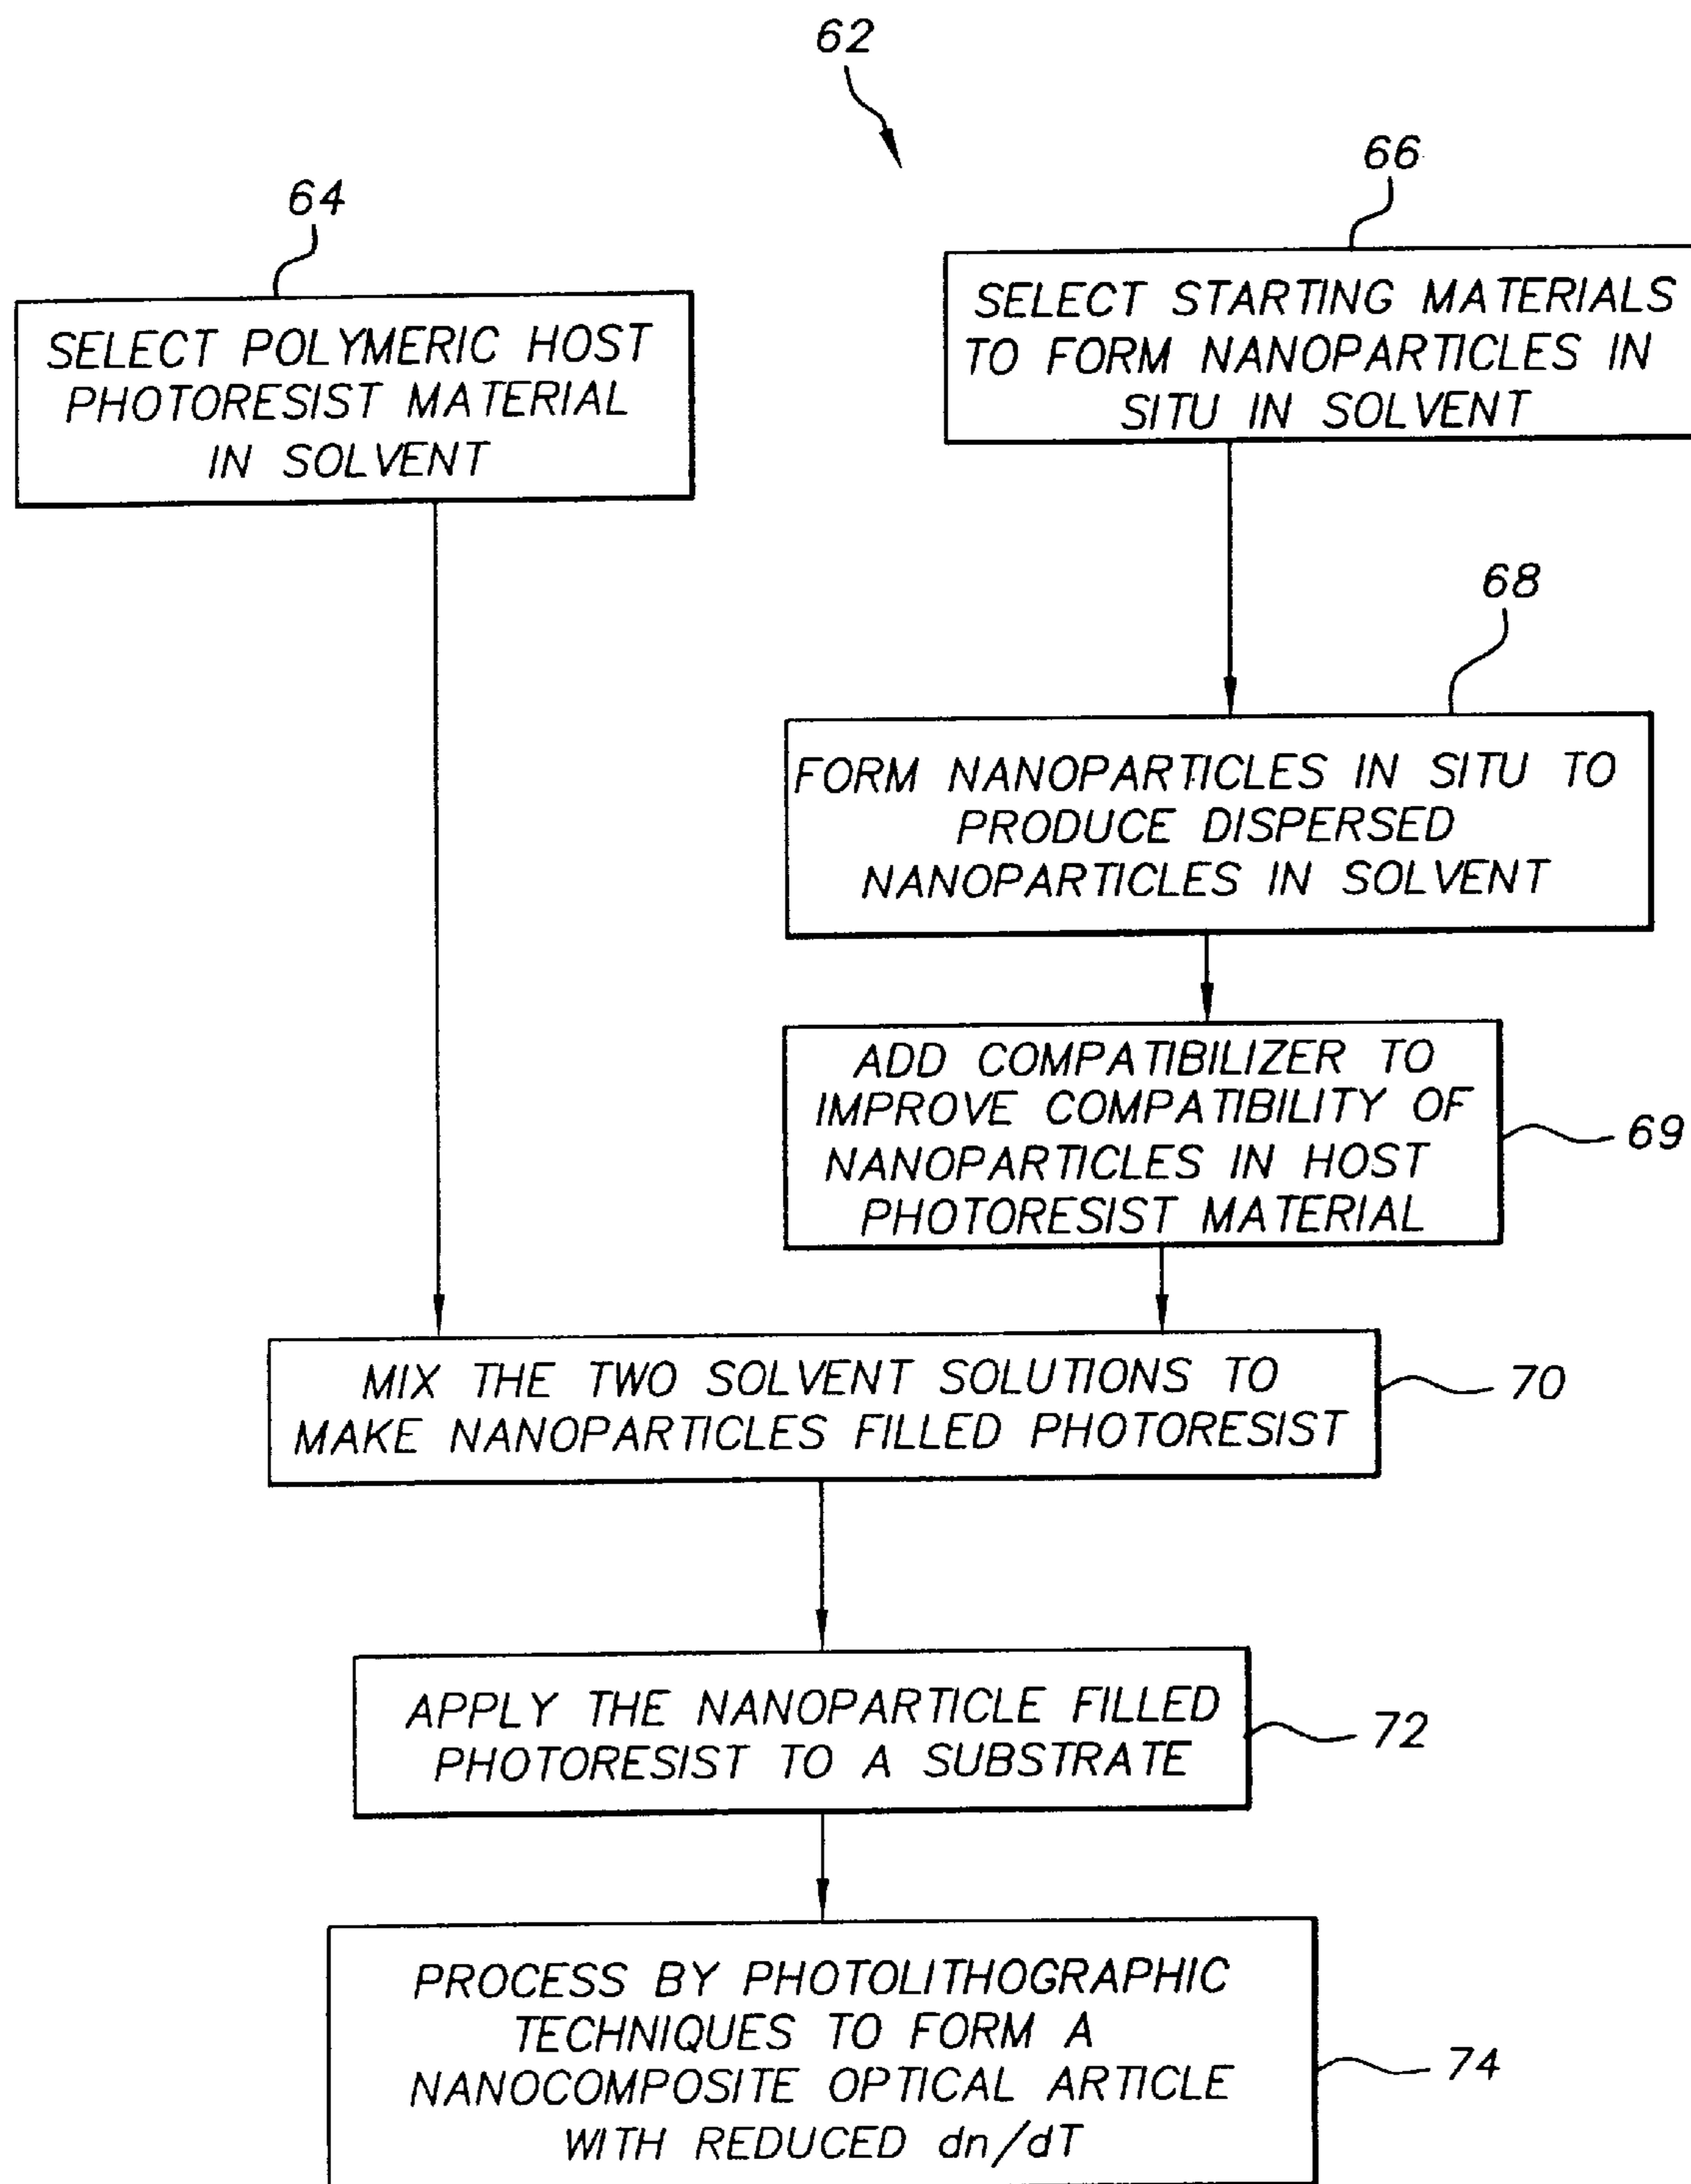 62
64
SELECT POLYMERIC HOST
PHOTORESIST MATERIAL
IN SOLVENT
66
SELECT STARTING MATERIALS
TO FORM NANOPARTICLES IN
SITU IN SOLVENT
68
FORM NANOPARTICLES IN SITU TO
PRODUCE DISPERSED
NANOPARTICLES IN SOLVENT
ADD COMPATIBILIZER TO
IMPROVE COMPATIBILITY OF
NANOPARTICLES IN HOST
PHOTORESIST MATERIAL
69
MIX THE TWO SOLVENT SOLUTIONS TO
MAKE NANOPARTICLES FILLED PHOTORESIST
70
APPLY THE NANOPARTICLE FILLED
PHOTORESIST TO A SUBSTRATE
72
PROCESS BY PHOTOLITHOGRAPHIC
TECHNIQUES TO FORM A
NANOCOMPOSITE OPTICAL ARTICLE
WITH REDUCED dn/dT
74